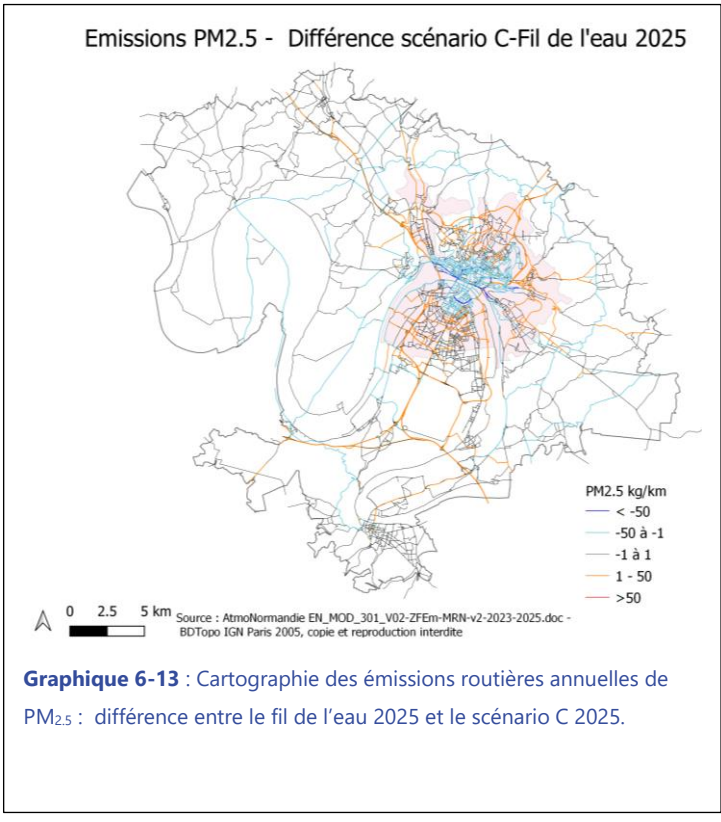 Emissions PM2.5 - Différence scénario C-Fil de l'eau 2025
PM2.5 kg/km
< -50
-50 à -1
-1 à 1
1 - 50
>50
0 2.5 5 km
Source : AtmoNormandie EN_MOD_301_V02-ZFEm-MRN-v2-2023-2025.doc -
BDTopo IGN Paris 2005, copie et reproduction interdite
Graphique 6-13 : Cartographie des émissions routières annuelles de
PM2.5 : différence entre le fil de l'eau 2025 et le scénario C 2025.